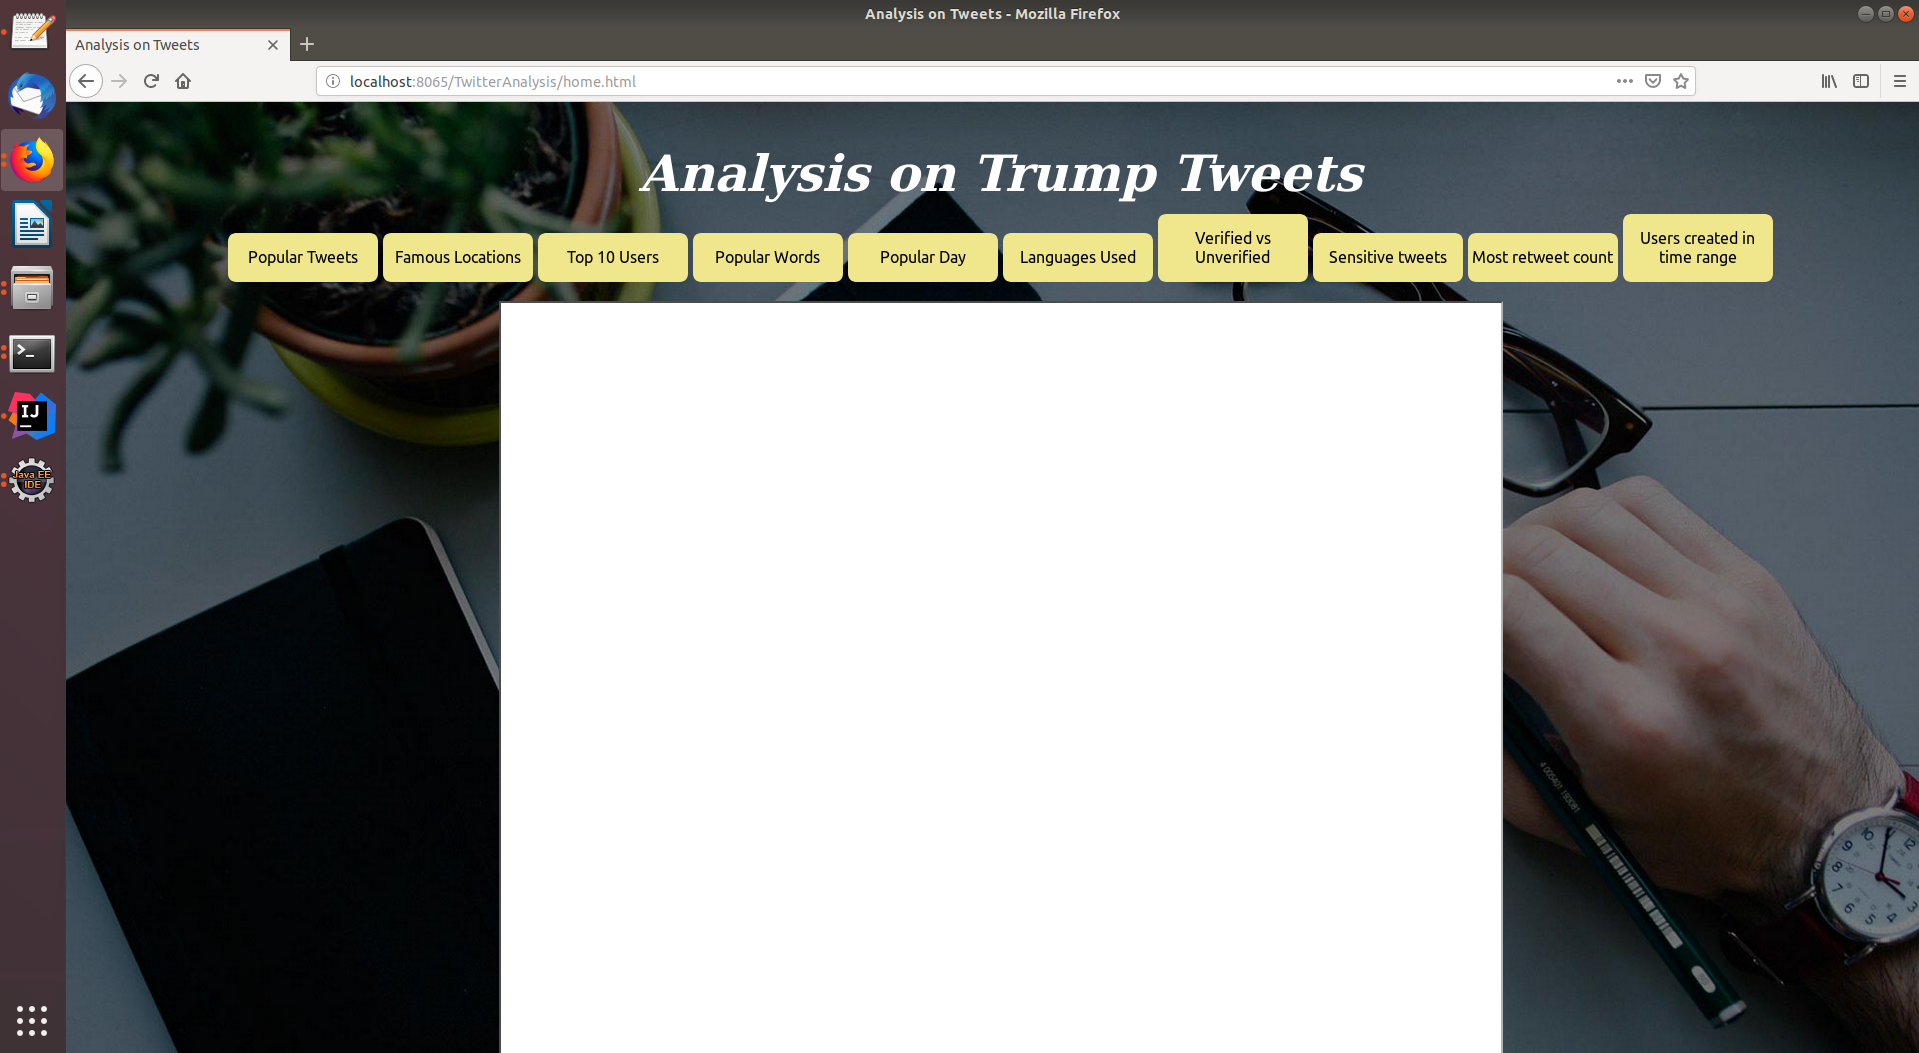 Analysis on Tweets - Mozilla Firefox
Analysis on Tweets
localhost:8065/TwitterAnalysis/home.html
Analysis on Trump Tweets
Popular Tweets
Famous Locations
Top 10 Users
Popular Words
Popular Day
Languages Used
Verified vs
Unverified
Sensitive tweets
Most retweet count
Users created in
time range
IJ
Java EE
IDE